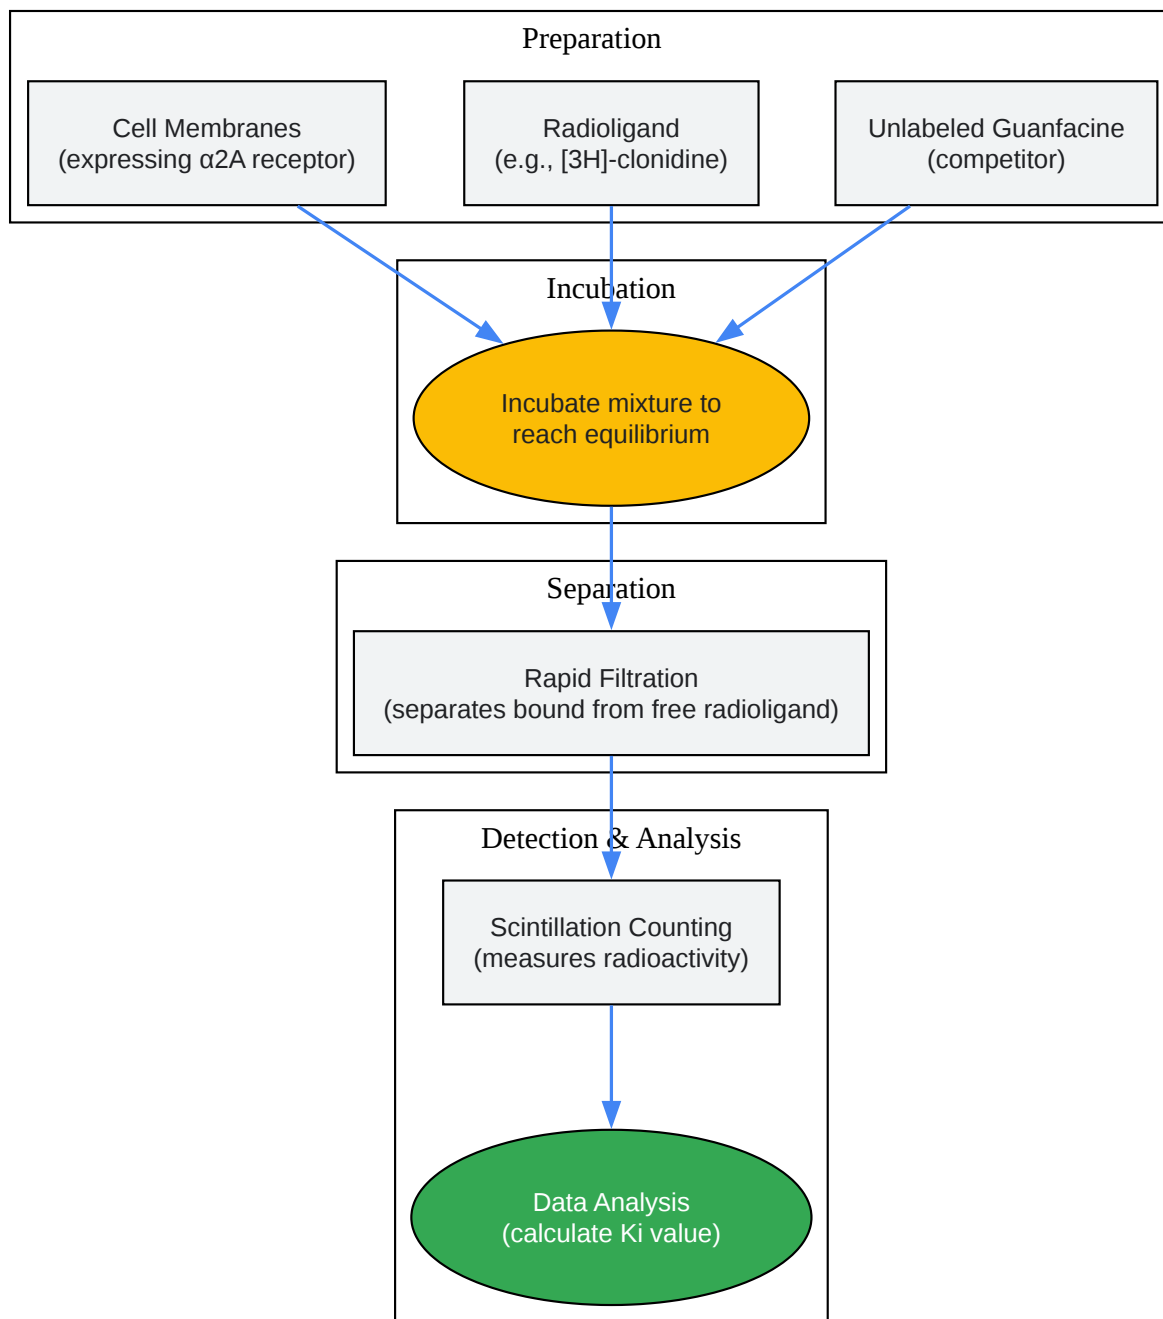 Preparation
Cell Membranes
(expressing α2A receptor)
Radioligand
(e.g., [3H]-clonidine)
Unlabeled Guanfacine
(competitor)
Incubation
Incubate mixture to
reach equilibrium
Separation
Rapid Filtration
(separates bound from free radioligand)
Detection & Analysis
Scintillation Counting
(measures radioactivity)
Data Analysis
(calculate Ki value)